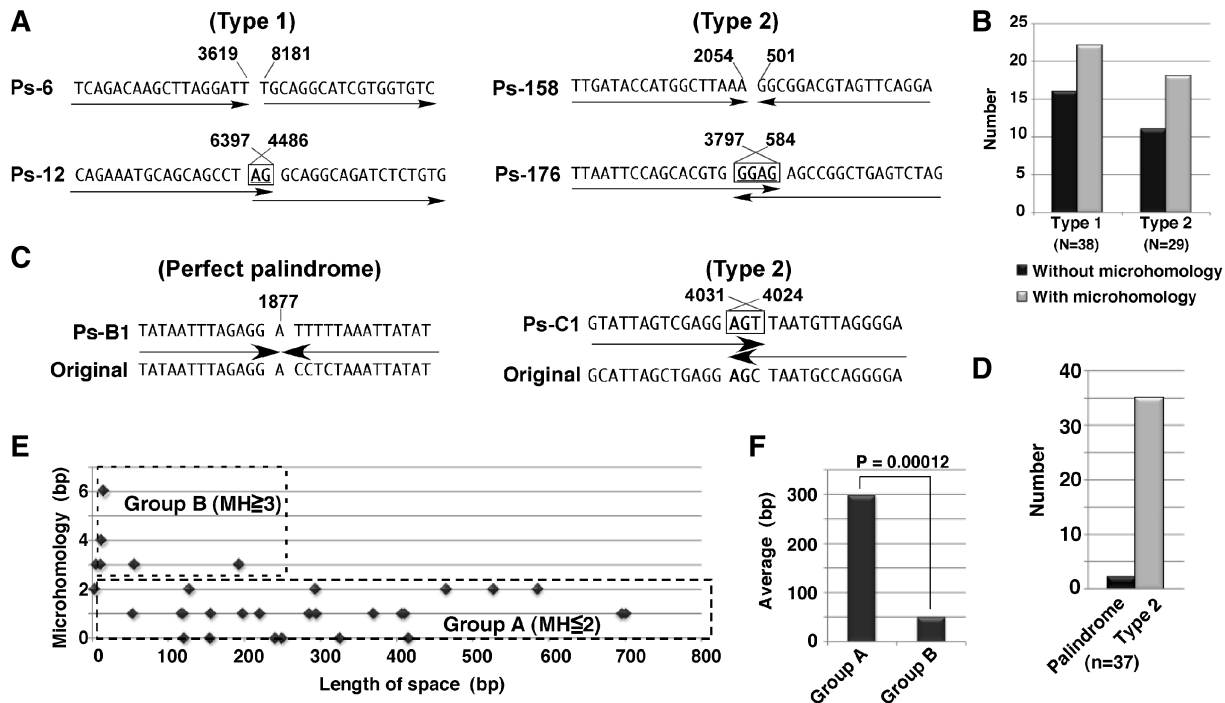 A
(Type 1)
3619 8181
Ps-6 TCAGACAAGCTTAGGATT TGCAGGCATCGTGGTGTC
6397 4486
Ps-12 CAGAAATGCAGCAGCCT AG GCAGGCAGATCTCTGTG
(Type 2)
2054 501
Ps-158 TTGATACCATGGCTTAAA GGCGGACGTAGTTCAGGA
3797 584
Ps-176 TTAATTCCAGCACGTG GGAG AGCCGGCTGAGTCTAG
B
Number
25
20
15
10
5
0
Type 1 Type 2
(N=38) (N=29)
Without microhomology
With microhomology
C
(Perfect palindrome)
1877
Ps-B1 TATAATTTAGAGG A TTTTTAAATTATAT
Original TATAATTTAGAGG A CCTCTAAATTATAT
(Type 2)
4031 4024
Ps-C1 GTATTAGTCGAGG AGT TAATGTTAGGGGA
Original GCATTAGCTGAGG AGC TAATGCCAGGGGA
D
Number
40
30
20
10
0
Palindrome Type 2
(n=37)
E
Microhomology (bp)
6
4
2
0
Group B (MH≧3)
Group A (MH≦2)
0 100 200 300 400 500 600 700 800
Length of space (bp)
F
P = 0.00012
Average (bp)
300
300
200
100
50
0
Group A Group B